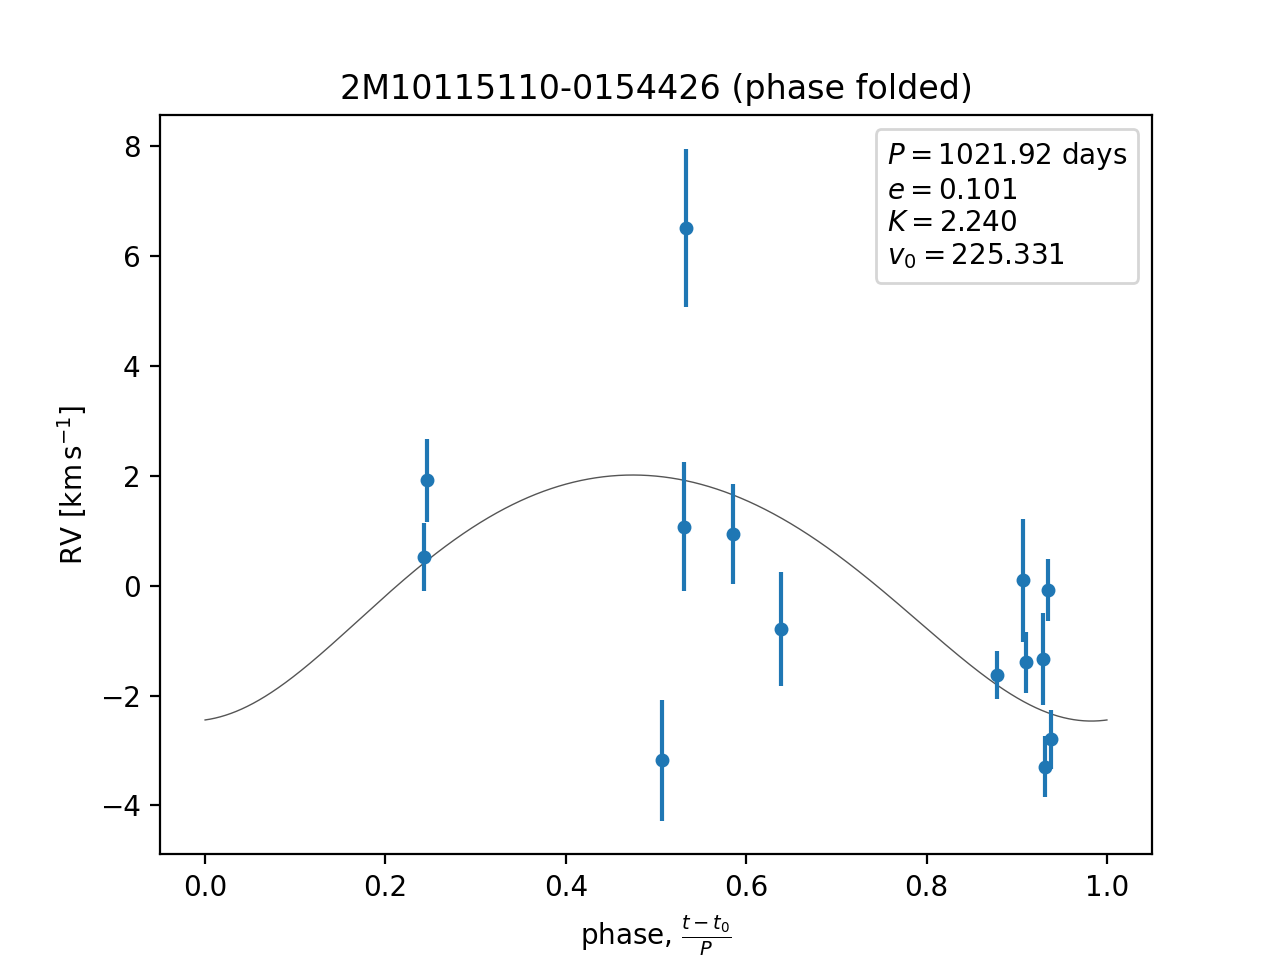 2M10115110-0154426 (phase folded)
P = 1021.92 days
e = 0.101
K = 2.240
v₀ = 225.331
RV [km s⁻¹]
8
6
4
2
0
−2
−4
0.0 0.2 0.4 0.6 0.8 1.0
phase, (t − t₀)/P